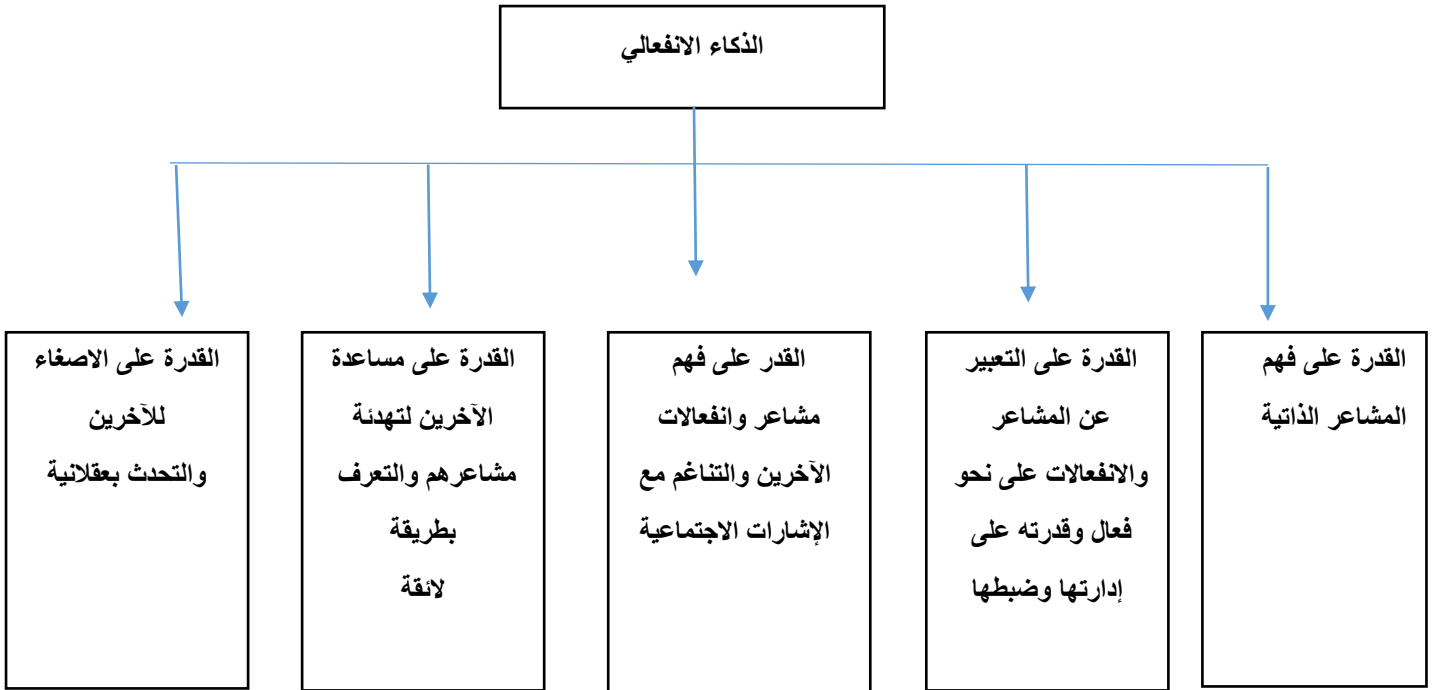 الذكاء الانفعالي
القدرة على فهم
المشاعر الذاتية
القدرة على التعبير
عن المشاعر
والانفعالات على نحو
فعال وقدرته على
إدارتها وضبطها
القدر على فهم
مشاعر وانفعالات
الآخرين والتناغم مع
الإشارات الاجتماعية
القدرة على مساعدة
الآخرين لتهدئة
مشاعرهم والتعرف
بطريقة
لائقة
القدرة على الاصغاء
للآخرين
والتحدث بعقلانية